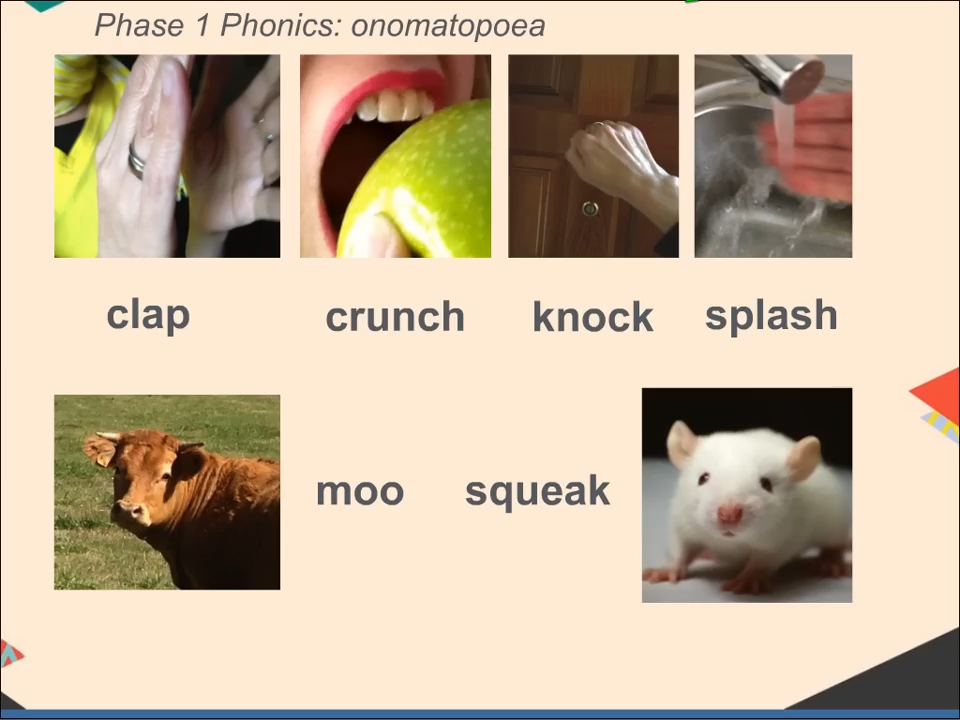 Phase 1 Phonics: onomatopoea
clap crunch knock splash
moo squeak